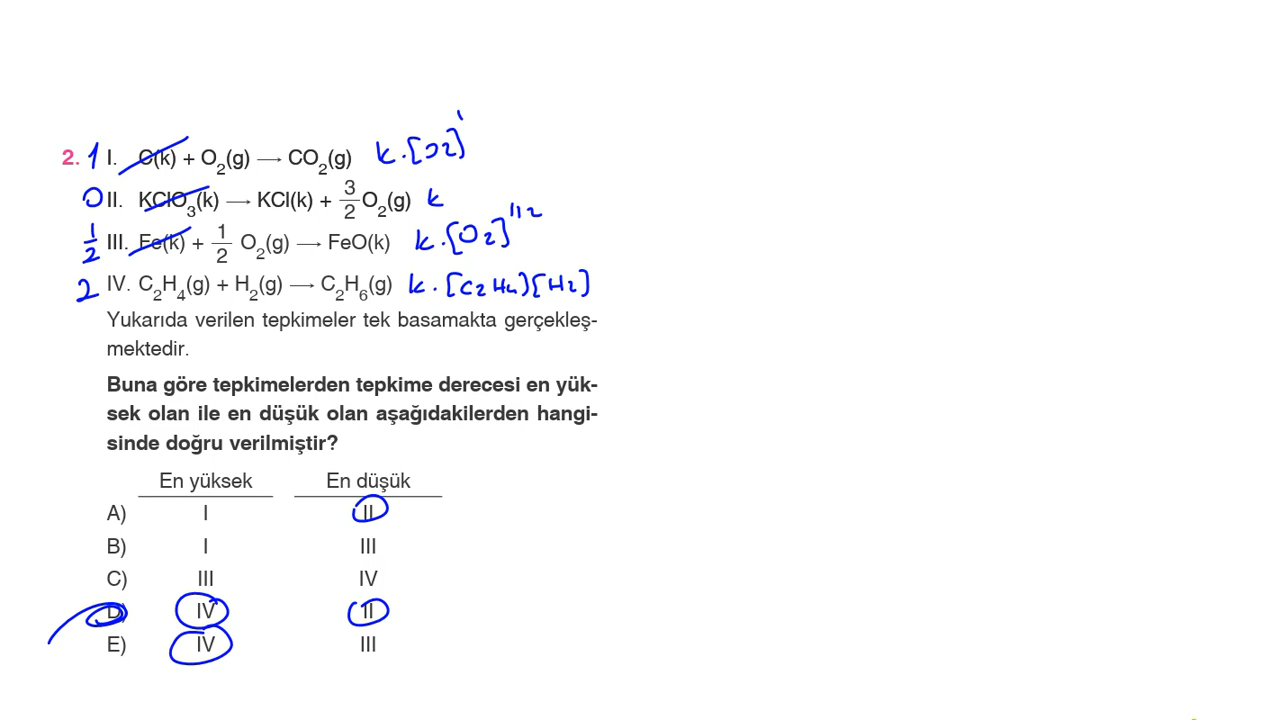 2. 1 I. C(k) + O₂(g) ⟶ CO₂(g) k.[O2]¹
0 II. KClO₃(k) ⟶ KCl(k) + 3/2 O₂(g) k
1/2 III. Fe(k) + 1/2 O₂(g) ⟶ FeO(k) k.[O2]^1/2
2 IV. C₂H₄(g) + H₂(g) ⟶ C₂H₆(g) k.[C2H4][H2]
Yukarıda verilen tepkimeler tek basamakta gerçekleş-
mektedir.
Buna göre tepkimelerden tepkime derecesi en yük-
sek olan ile en düşük olan aşağıdakilerden hangi-
sinde doğru verilmiştir?
En yüksek En düşük
A) I II
B) I III
C) III IV
D) IV II
E) IV III